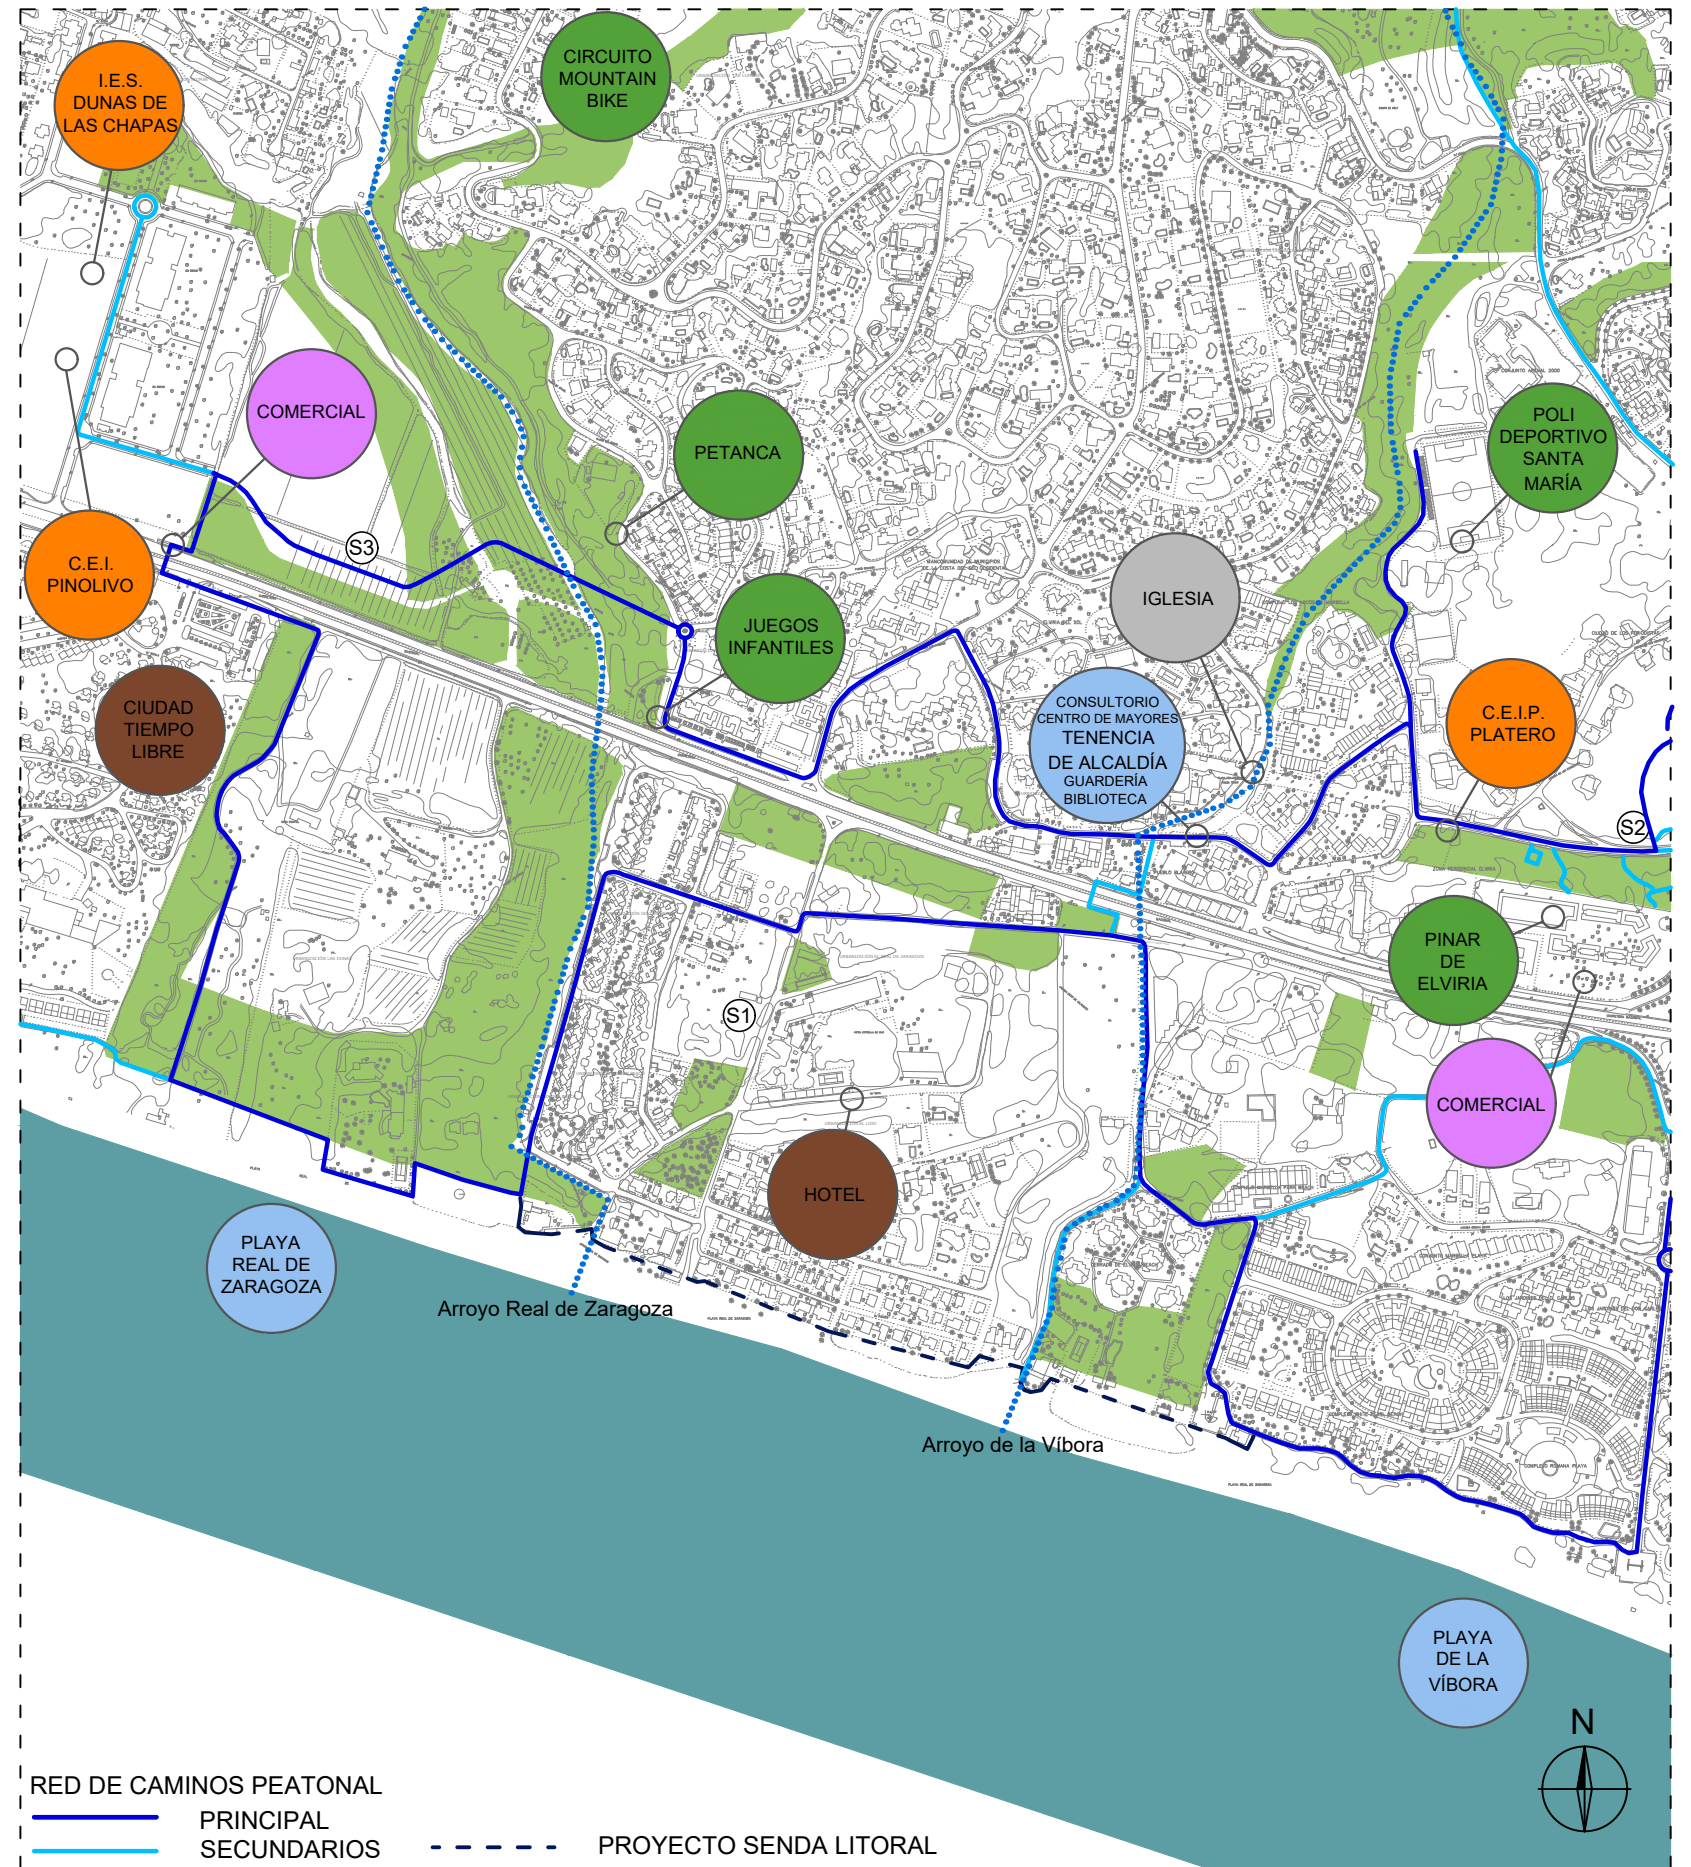 CIRCUITO
MOUNTAIN
BIKE
I.E.S.
DUNAS DE
LAS CHAPAS
COMERCIAL
PETANCA
POLI
DEPORTIVO
SANTA
MARÍA
S3
C.E.I.
PINOLIVO
IGLESIA
JUEGOS
INFANTILES
CIUDAD
TIEMPO
LIBRE
CONSULTORIO
CENTRO DE MAYORES
TENENCIA
DE ALCALDÍA
GUARDERÍA
BIBLIOTECA
C.E.I.P.
PLATERO
S2
PINAR
DE
ELVIRIA
S1
COMERCIAL
HOTEL
PLAYA
REAL DE
ZARAGOZA
Arroyo Real de Zaragoza
Arroyo de la Víbora
PLAYA
DE LA
VÍBORA
N
RED DE CAMINOS PEATONAL
PRINCIPAL
SECUNDARIOS
PROYECTO SENDA LITORAL